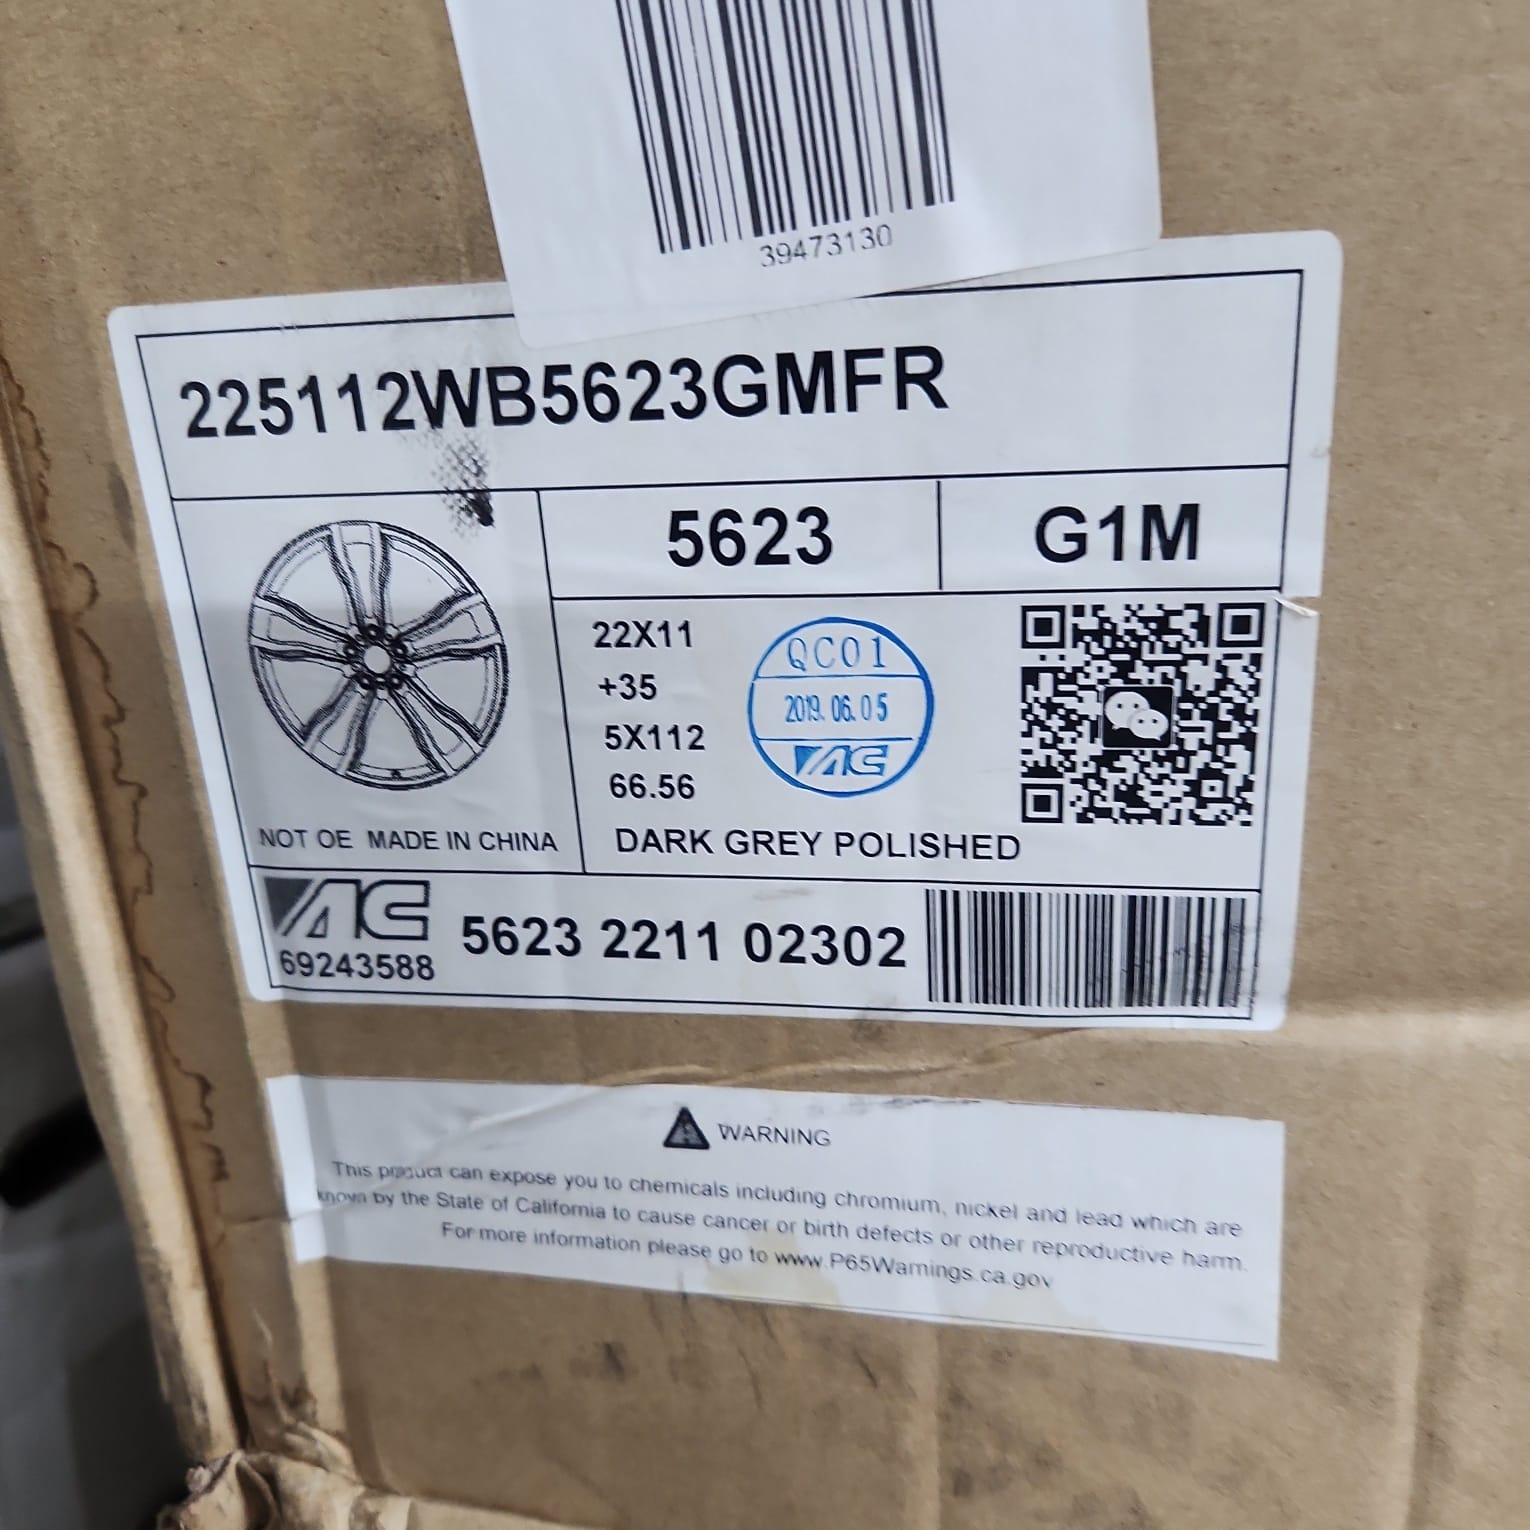 39473130
225112WB5623GMFR
5623
G1M
22X11
+35
5X112
66.56
QC01
2019.06.05
AC
NOT OE MADE IN CHINA
DARK GREY POLISHED
AC
69243588
5623 2211 02302
WARNING
This product can expose you to chemicals including chromium, nickel and lead which are
known by the State of California to cause cancer or birth defects or other reproductive harm.
For more information please go to www.P65Warnings.ca.gov